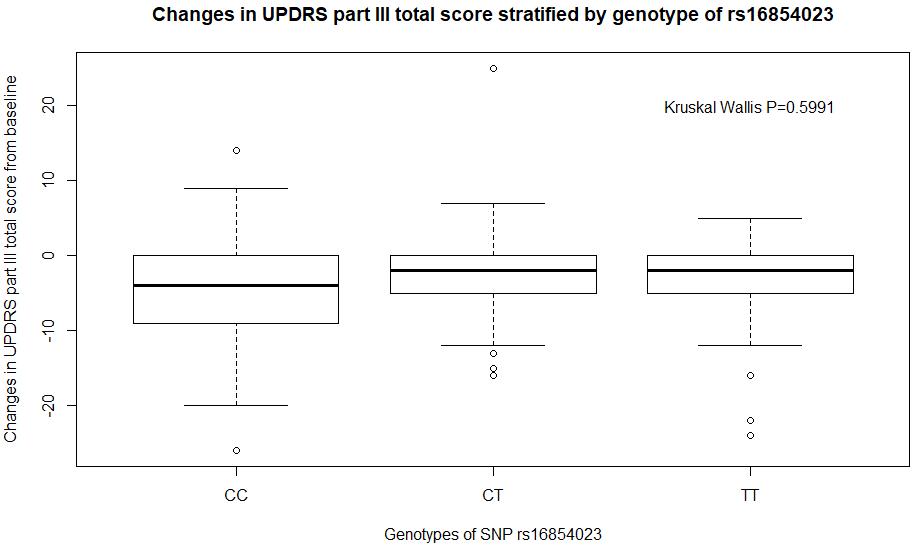 Changes in UPDRS part III total score stratified by genotype of rs16854023
Changes in UPDRS part III total score from baseline
20
10
0
-10
-20
Kruskal Wallis P=0.5991
CC
CT
TT
Genotypes of SNP rs16854023